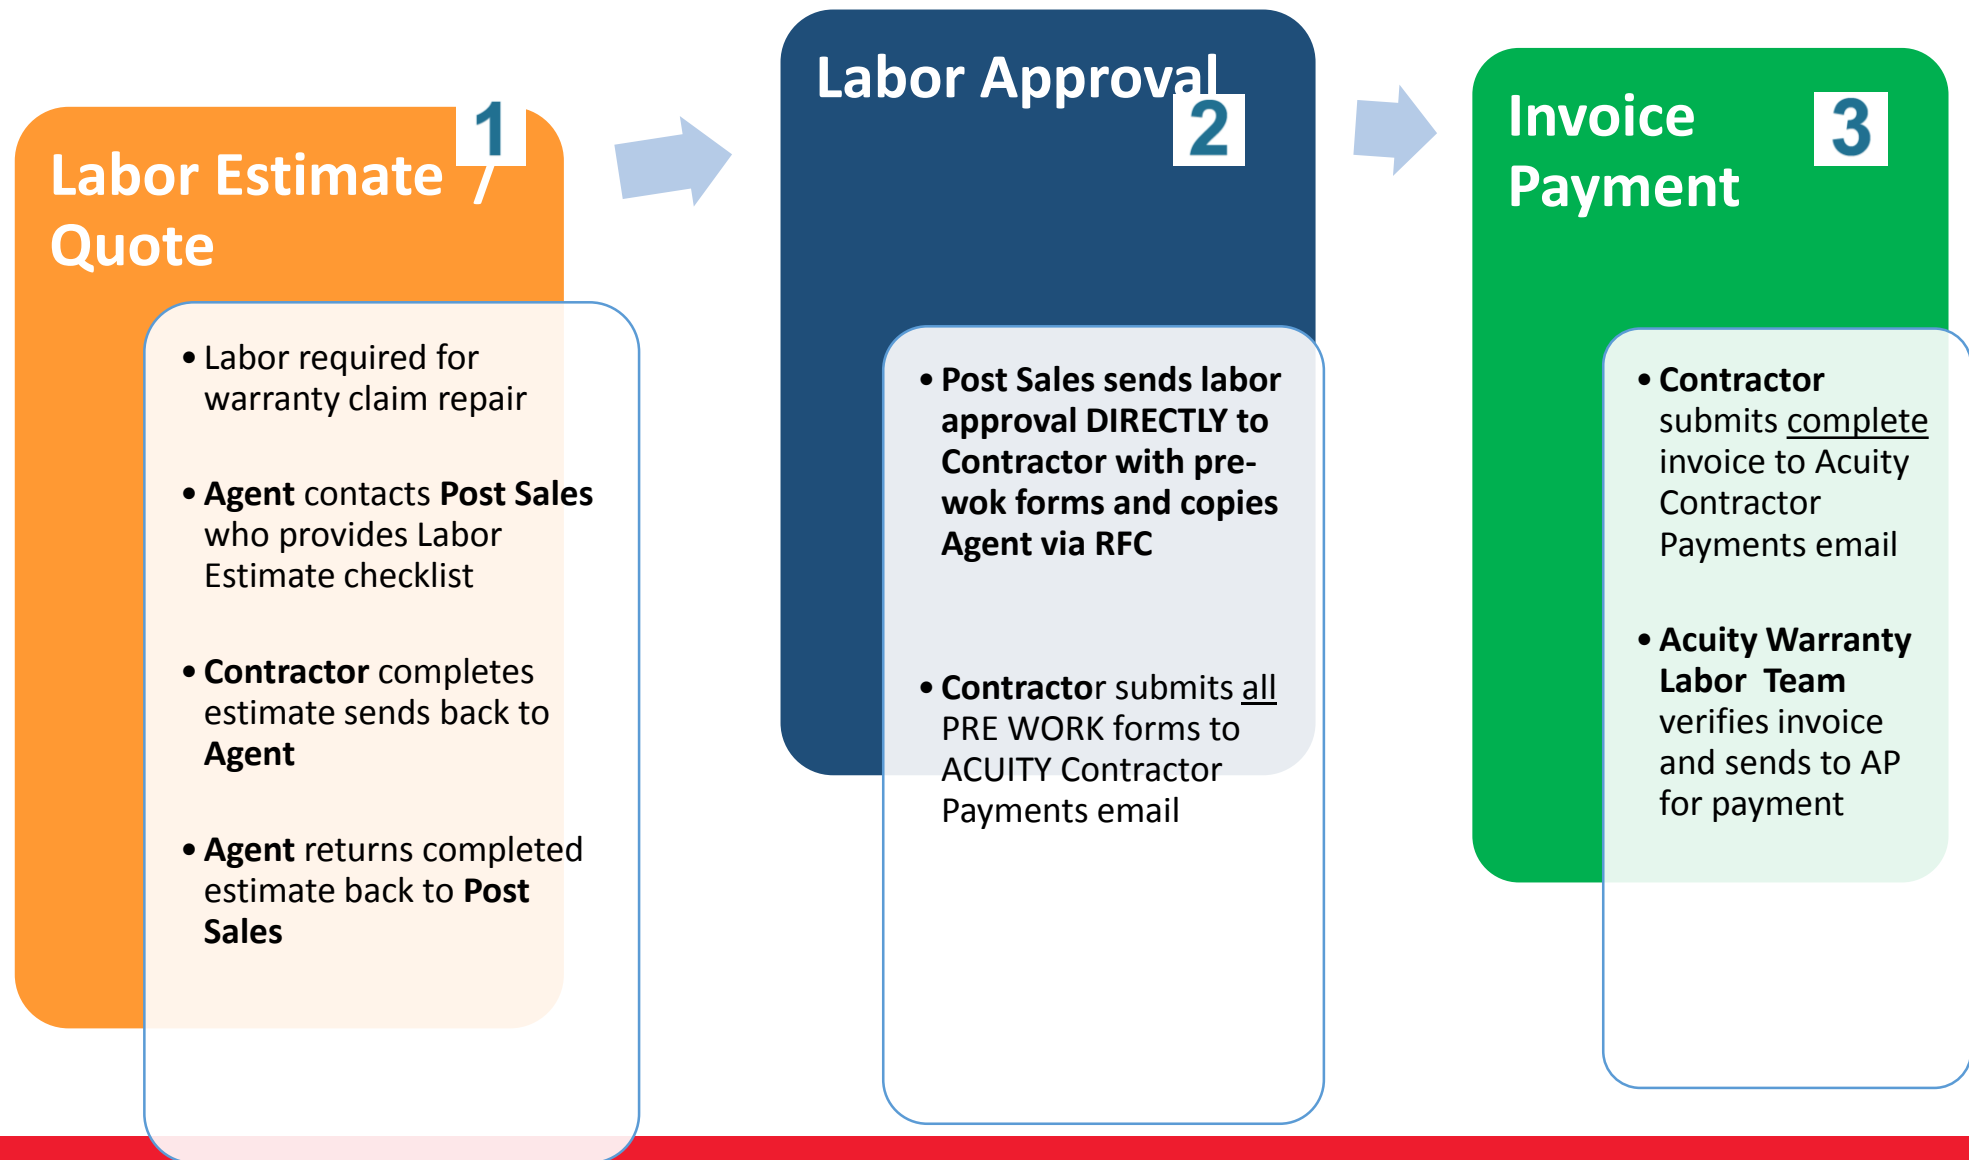 1
Labor Estimate /
Quote
• Labor required for
warranty claim repair
• Agent contacts Post Sales
who provides Labor
Estimate checklist
• Contractor completes
estimate sends back to
Agent
• Agent returns completed
estimate back to Post
Sales
Labor Approval
2
• Post Sales sends labor
approval DIRECTLY to
Contractor with pre-
wok forms and copies
Agent via RFC
• Contractor submits all
PRE WORK forms to
ACUITY Contractor
Payments email
Invoice
Payment
3
• Contractor
submits complete
invoice to Acuity
Contractor
Payments email
• Acuity Warranty
Labor Team
verifies invoice
and sends to AP
for payment